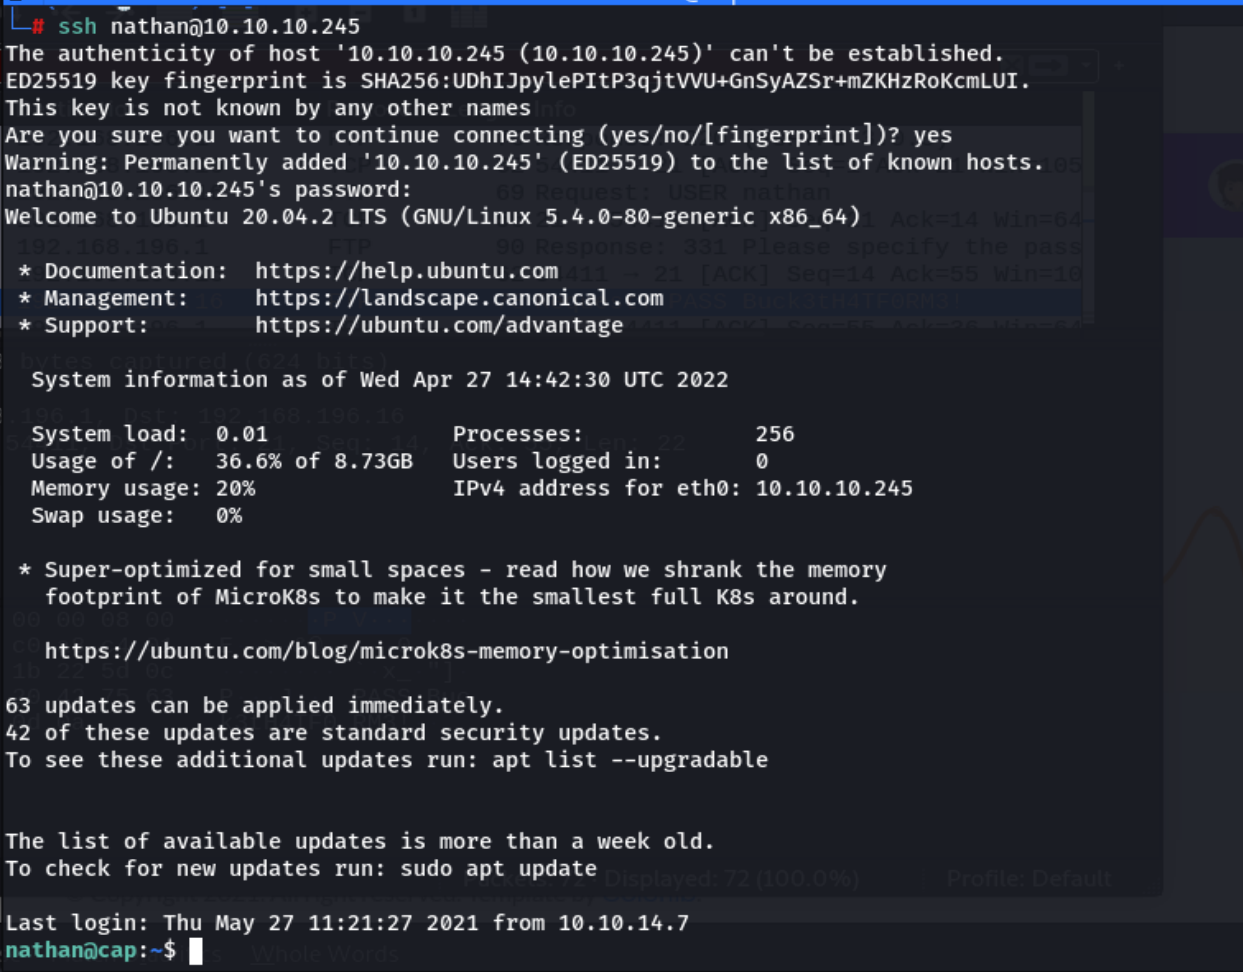 └─# ssh nathan@10.10.10.245
The authenticity of host '10.10.10.245 (10.10.10.245)' can't be established.
ED25519 key fingerprint is SHA256:UDhIJpylePItP3qjtVVU+GnSyAZSr+mZKHzRoKcmLUI.
This key is not known by any other names
Are you sure you want to continue connecting (yes/no/[fingerprint])? yes
Warning: Permanently added '10.10.10.245' (ED25519) to the list of known hosts.
nathan@10.10.10.245's password:
Welcome to Ubuntu 20.04.2 LTS (GNU/Linux 5.4.0-80-generic x86_64)
* Documentation: https://help.ubuntu.com
* Management: https://landscape.canonical.com
* Support: https://ubuntu.com/advantage
System information as of Wed Apr 27 14:42:30 UTC 2022
System load: 0.01 Processes: 256
Usage of /: 36.6% of 8.73GB Users logged in: 0
Memory usage: 20% IPv4 address for eth0: 10.10.10.245
Swap usage: 0%
* Super-optimized for small spaces - read how we shrank the memory
footprint of MicroK8s to make it the smallest full K8s around.
https://ubuntu.com/blog/microk8s-memory-optimisation
63 updates can be applied immediately.
42 of these updates are standard security updates.
To see these additional updates run: apt list --upgradable
The list of available updates is more than a week old.
To check for new updates run: sudo apt update
Packets: 72 · Displayed: 72 (100.0%) Profile: Default
Last login: Thu May 27 11:21:27 2021 from 10.10.14.7
nathan@cap:~$
Whole Words